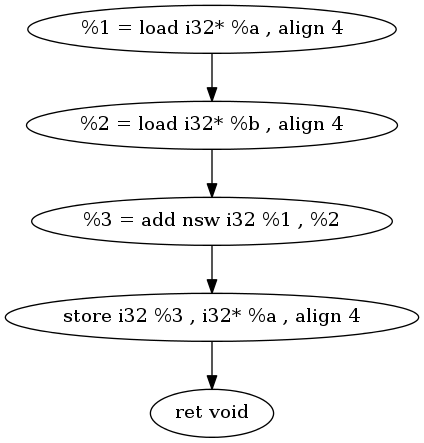 %1 = load i32* %a , align 4
%2 = load i32* %b , align 4
%3 = add nsw i32 %1 , %2
store i32 %3 , i32* %a , align 4
ret void